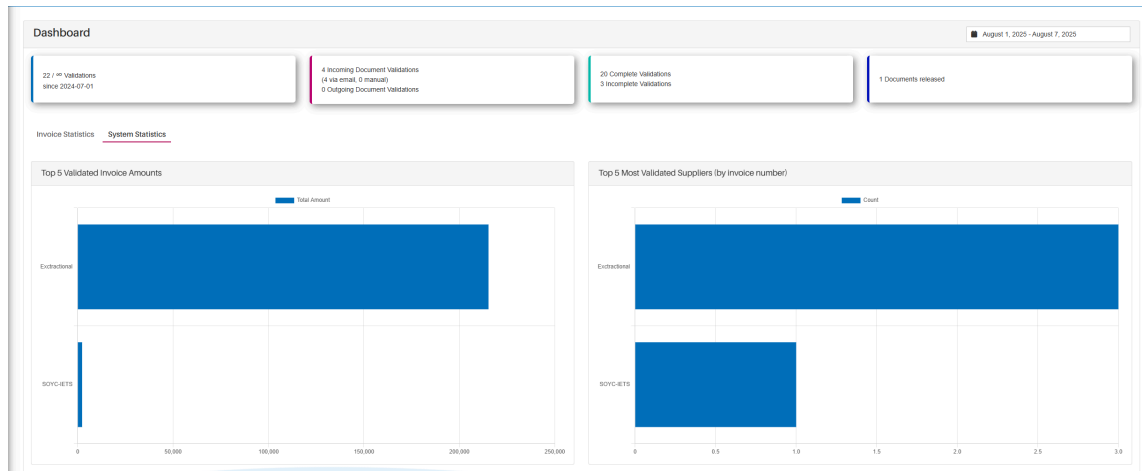 Dashboard
August 1, 2025 - August 7, 2025
22 / ∞ Validations
since 2024-07-01
4 Incoming Document Validations
(4 via email, 0 manual)
0 Outgoing Document Validations
20 Complete Validations
3 Incomplete Validations
1 Documents released
Invoice Statistics System Statistics
Top 5 Validated Invoice Amounts
Total Amount
Exctractional
SOYC-IETS
0 50,000 100,000 150,000 200,000 250,000
Top 5 Most Validated Suppliers (by invoice number)
Count
Exctractional
SOYC-IETS
0 0.5 1.0 1.5 2.0 2.5 3.0